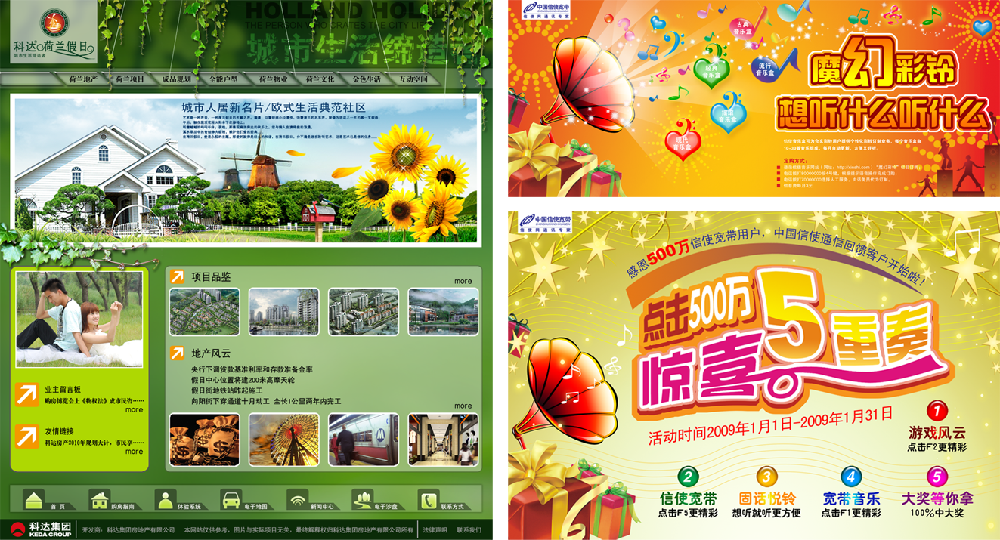 HOLLAND HOL
THE PERSON WHO CRATES THE CITY LIFE
城市生活缔造
科达荷兰假日
城市生活缔造者
荷兰地产 荷兰项目 成品规划 全能户型 荷兰物业 荷兰文化 金色生活 互动空间
城市人居新名片/欧式生活典范社区
业主留言板
购房博览会上《物权法》成市民咨……
more
友情链接
科达房产2010年规划大计，市民享……
more
项目品鉴
more
地产风云
央行下调贷款基准利率和存款准备金率
假日中心位置将建200米高摩天轮
假日街地铁站昨起施工
向阳街下穿通道十月动工 全长1公里两年内完工
more
M
首 页 购房指南 体验系统 电子地图 新闻中心 电子沙盘 联系方式
科达集团
KEDA GROUP
开发商：科达集团房地产有限公司 本网站仅供参考，图片与实际项目无关，最终解释权归科达集团房地产有限公司所有 法律声明 联系我们
中国信使宽带
信使网通讯专家
古典
音乐盒
经典
音乐盒
流行
音乐盒
音乐盒
现代
音乐盒
魔幻彩铃
想听什么听什么
定购方式：
中国信使宽带
信使网通讯专家
感恩500万信使宽带用户，中国信使通信回馈客户开始啦！
点击500万
惊喜5重奏
活动时间2009年1月1日-2009年1月31日
1
游戏风云
点击F2更精彩
2
信使宽带
点击F5更精彩
3
固话悦铃
想听就听更方便
4
宽带音乐
点击F1更精彩
5
大奖等你拿
100%中大奖